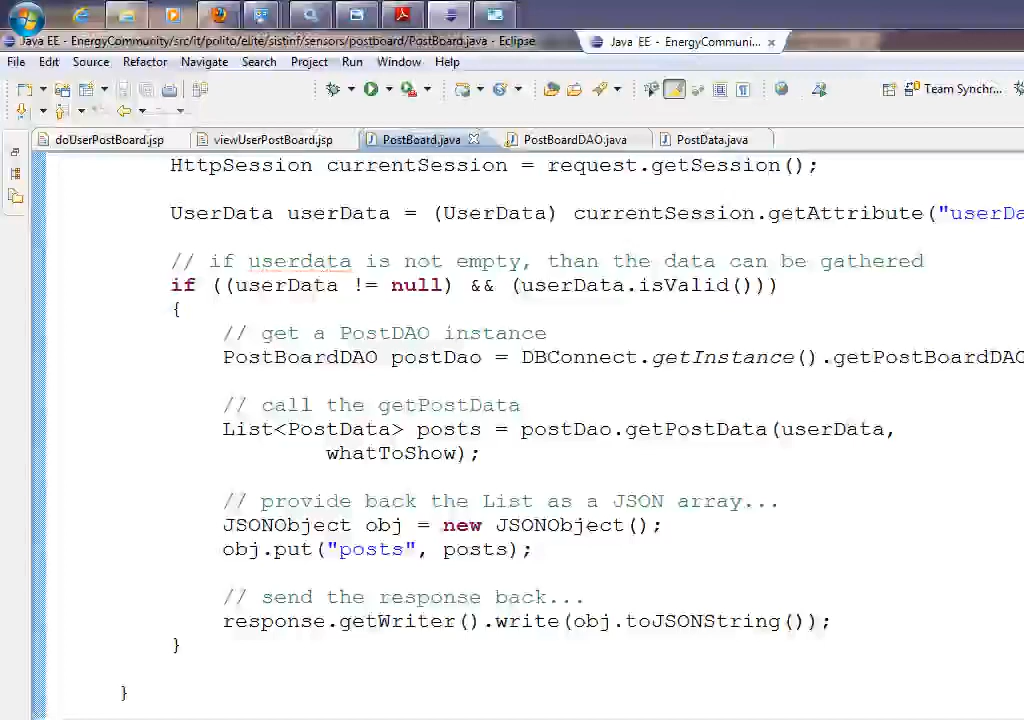 Java EE - EnergyCommunity/src/it/polito/elite/sistinf/sensors/postboard/PostBoard.java - Eclipse
Java EE - EnergyCommuni...
File Edit Source Refactor Navigate Search Project Run Window Help
Team Synchr...
doUserPostBoard.jsp viewUserPostBoard.jsp PostBoard.java PostBoardDAO.java PostData.java
HttpSession currentSession = request.getSession();
UserData userData = (UserData) currentSession.getAttribute("userDa
// if userdata is not empty, than the data can be gathered
if ((userData != null) && (userData.isValid()))
{
// get a PostDAO instance
PostBoardDAO postDao = DBConnect.getInstance().getPostBoardDAO
// call the getPostData
List<PostData> posts = postDao.getPostData(userData,
whatToShow);
// provide back the List as a JSON array...
JSONObject obj = new JSONObject();
obj.put("posts", posts);
// send the response back...
response.getWriter().write(obj.toJSONString());
}
}